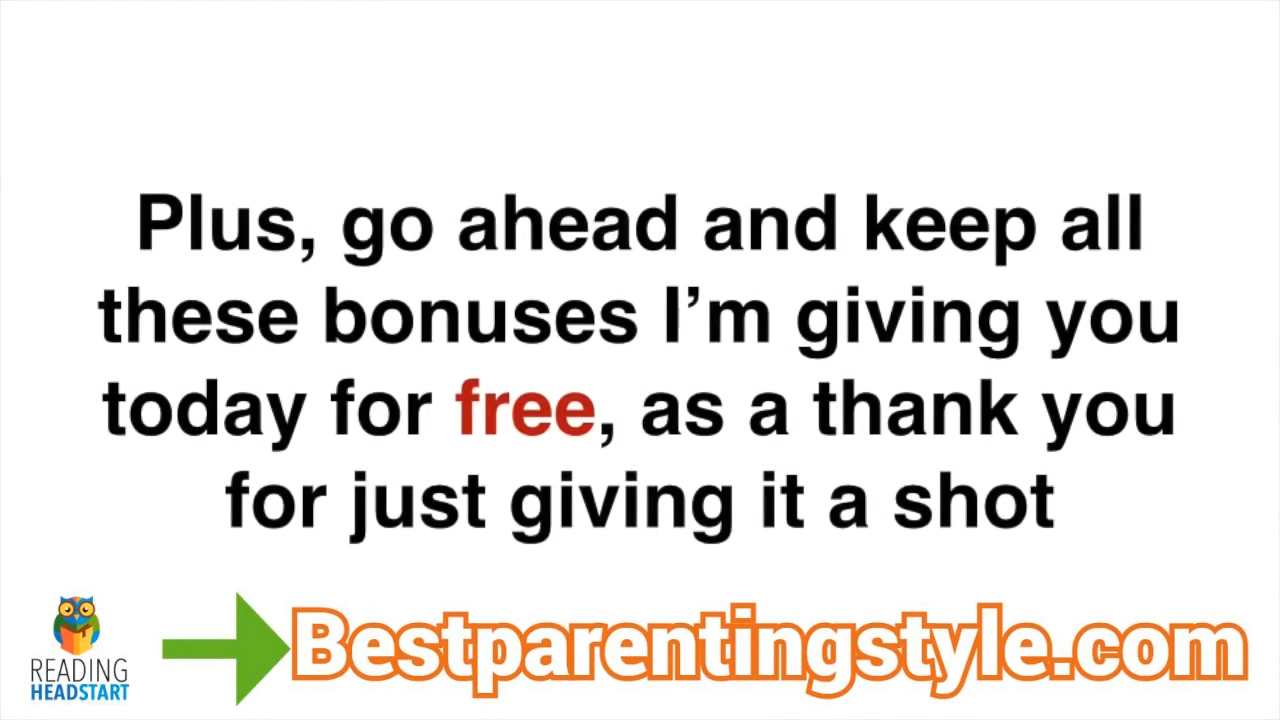 Plus, go ahead and keep all
these bonuses I’m giving you
today for free, as a thank you
for just giving it a shot
READING
HEADSTART
Bestparentingstyle.com